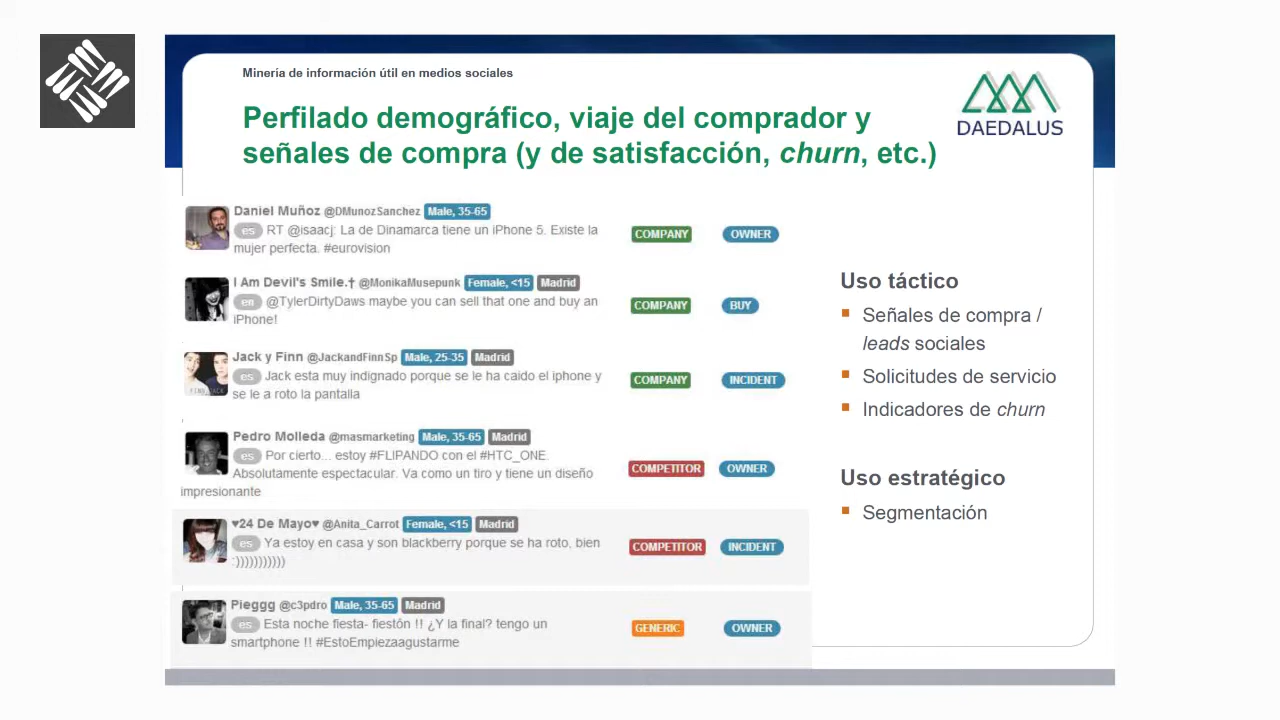 Minería de información útil en medios sociales
Perfilado demográfico, viaje del comprador y
señales de compra (y de satisfacción, churn, etc.)
DAEDALUS
Daniel Muñoz @DMunozSanchez Male, 35-65
es RT @isaacj: La de Dinamarca tiene un iPhone 5. Existe la
mujer perfecta. #eurovision
COMPANY OWNER
I Am Devil's Smile.† @MonikaMusepunk Female, <15 Madrid
en @TylerDirtyDaws maybe you can sell that one and buy an
iPhone!
COMPANY BUY
Jack y Finn @JackandFinnSp Male, 25-35 Madrid
es Jack esta muy indignado porque se le ha caido el iphone y
se le a roto la pantalla
COMPANY INCIDENT
Pedro Molleda @masmarketing Male, 35-65 Madrid
es Por cierto... estoy #FLIPANDO con el #HTC_ONE.
Absolutamente espectacular. Va como un tiro y tiene un diseño
impresionante
COMPETITOR OWNER
♥24 De Mayo♥ @Anita_Carrot Female, <15 Madrid
es Ya estoy en casa y son blackberry porque se ha roto, bien
:)))))))))))
COMPETITOR INCIDENT
Pieggg @c3pdro Male, 35-65 Madrid
es Esta noche fiesta- fiestón !! ¿Y la final? tengo un
smartphone !! #EstoEmpiezaagustarme
GENERIC OWNER
Uso táctico
Señales de compra /
leads sociales
Solicitudes de servicio
Indicadores de churn
Uso estratégico
Segmentación